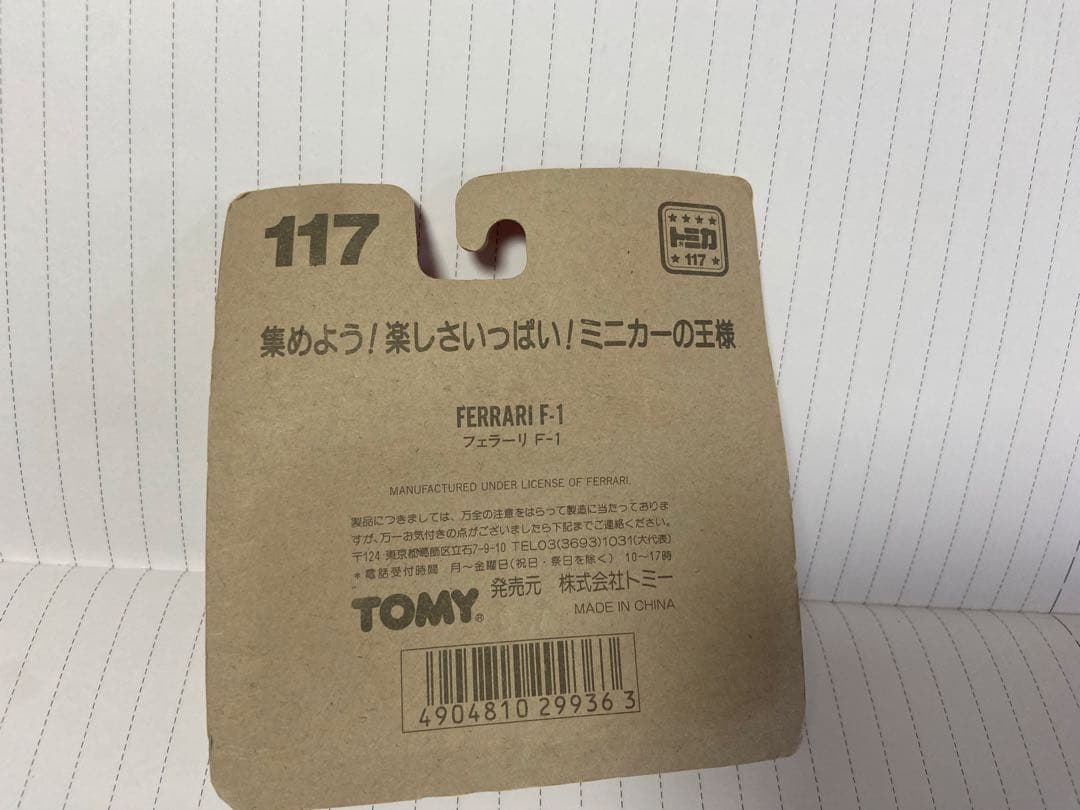 117
トミカ
117
集めよう！楽しさいっぱい！ミニカーの王様
FERRARI F-1
フェラーリ F-1
MANUFACTURED UNDER LICENSE OF FERRARI.
製品につきましては、万全の注意をはらって製造に当たっておりま
すが、万一お気付きの点がございましたら下記までご連絡ください。
〒124 東京都葛飾区立石7-9-10 TEL03(3693)1031(大代表)
＊電話受付時間 月〜金曜日(祝日・祭日を除く) 10〜17時
TOMY® 発売元 株式会社トミー
MADE IN CHINA
4904810 29936 3